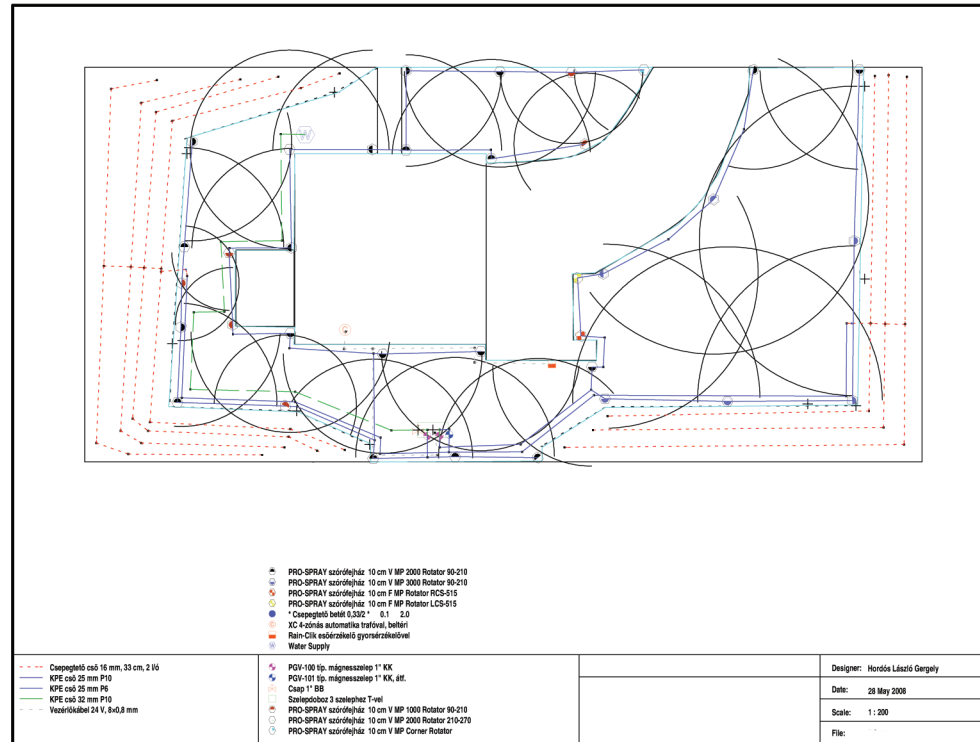 W
PRO-SPRAY szórófejház 10 cm V MP 2000 Rotator 90-210
PRO-SPRAY szórófejház 10 cm V MP 3000 Rotator 90-210
PRO-SPRAY szórófejház 10 cm F MP Rotator RCS-515
PRO-SPRAY szórófejház 10 cm F MP Rotator LCS-515
* Csepegtető betét 0,33/2 * 0.1 2.0
XC 4-zónás automatika trafóval, beltéri
Rain-Clik esőérzékelő gyorsérzékelővel
Water Supply
Csepegtető cső 16 mm, 33 cm, 2 l/ó
KPE cső 25 mm P10
KPE cső 25 mm P6
KPE cső 32 mm P10
Vezérlőkábel 24 V, 8x0,8 mm
PGV-100 típ. mágnesszelep 1" KK
PGV-101 típ. mágnesszelep 1" KK, átf.
Csap 1" BB
Szelepdoboz 3 szelephez T-vel
PRO-SPRAY szórófejház 10 cm V MP 1000 Rotator 90-210
PRO-SPRAY szórófejház 10 cm V MP 2000 Rotator 210-270
PRO-SPRAY szórófejház 10 cm V MP Corner Rotator
Designer: Hordós László Gergely
Date: 28 May 2008
Scale: 1 : 200
File: